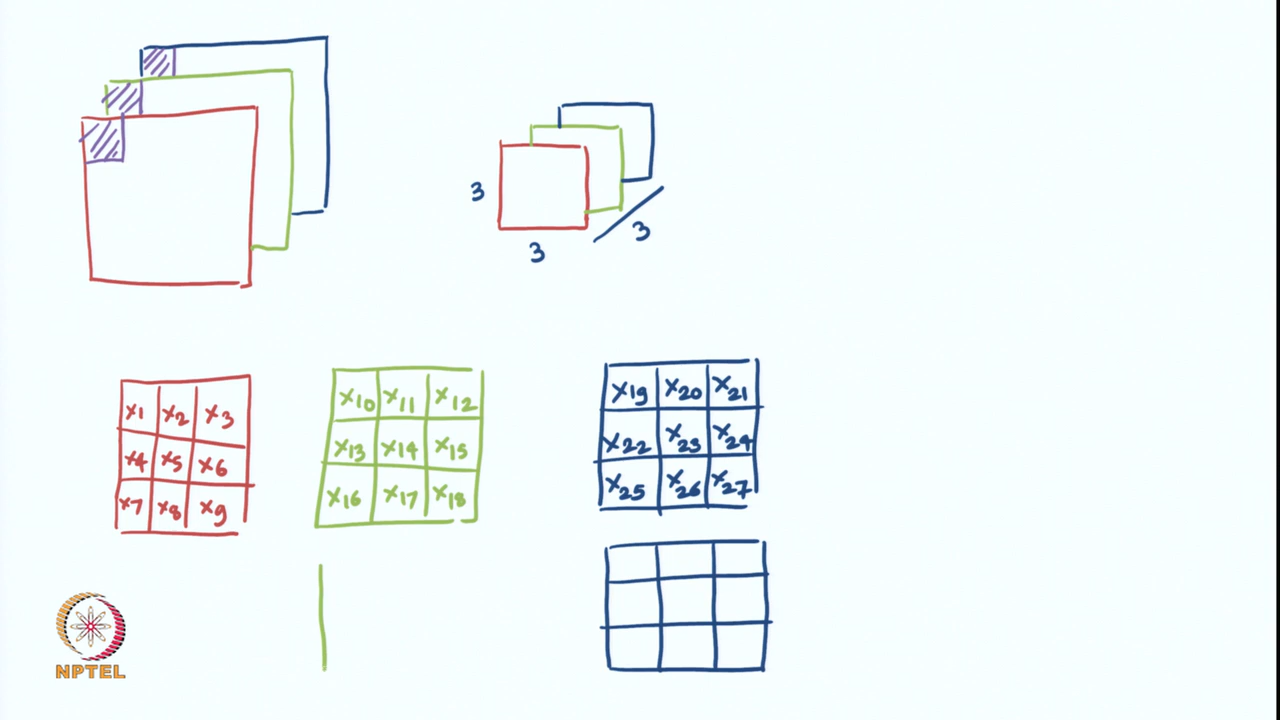 3
3
3
x1 x2 x3
x4 x5 x6
x7 x8 x9
x10 x11 x12
x13 x14 x15
x16 x17 x18
x19 x20 x21
x22 x23 x24
x25 x26 x27
NPTEL